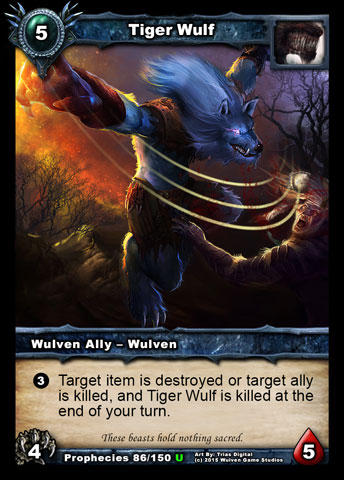 5
Tiger Wulf
Wulven Ally – Wulven
3 Target item is destroyed or target ally
is killed, and Tiger Wulf is killed at the
end of your turn.
These beasts hold nothing sacred.
4
Prophecies 86/150 U
Art By: Trias Digital
(c) 2015 Wulven Game Studios
5